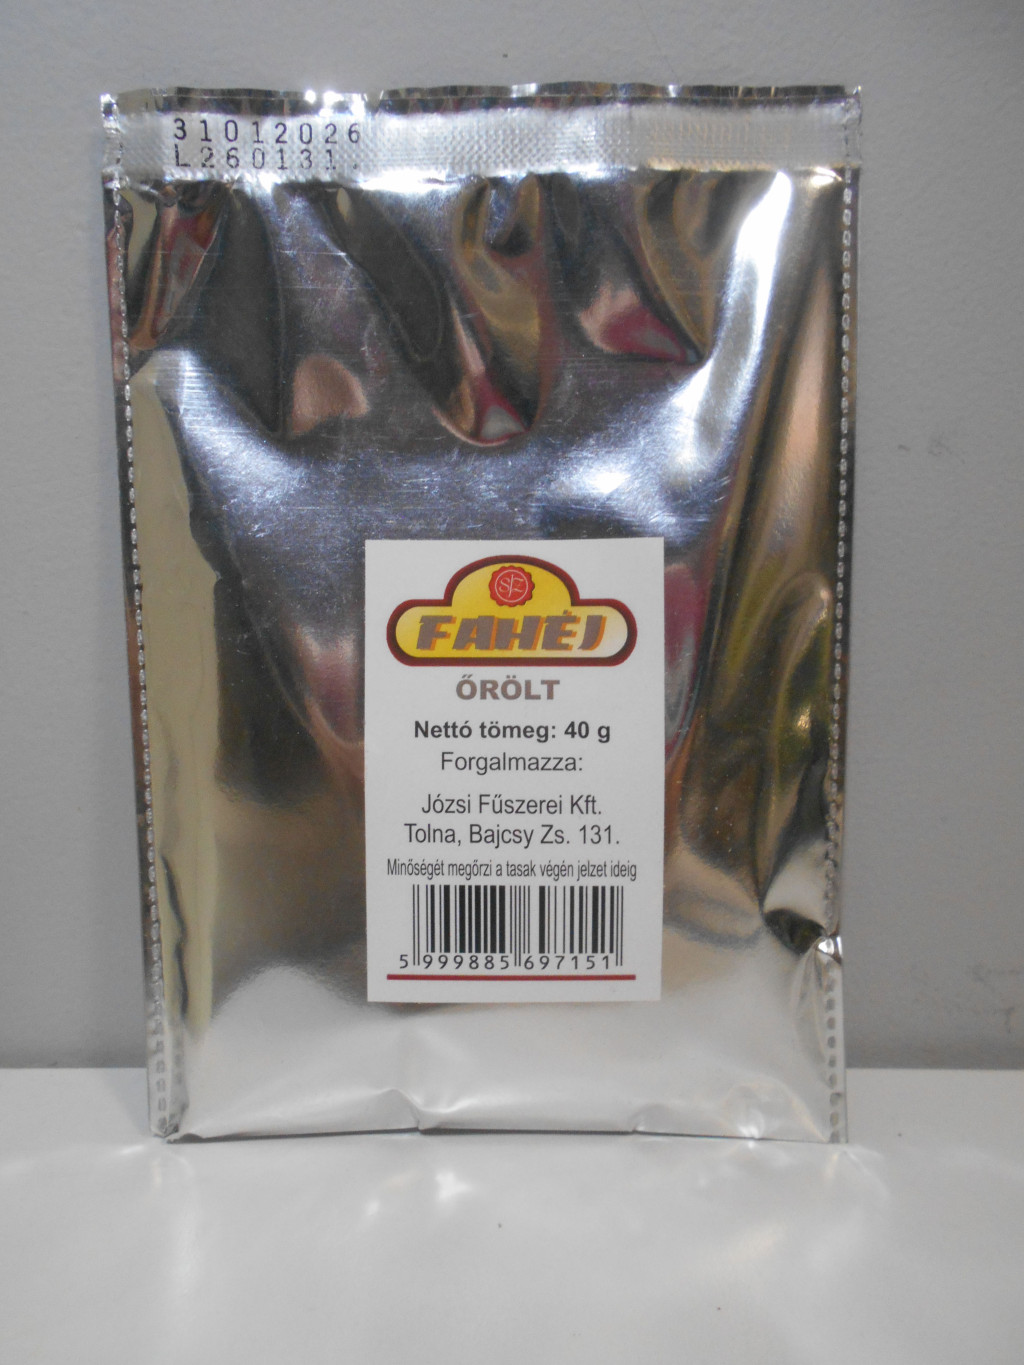 31012026
L260131.
SJZ
FAHÉJ
ŐRÖLT
Nettó tömeg: 40 g
Forgalmazza:
Józsi Fűszerei Kft.
Tolna, Bajcsy Zs. 131.
Minőségét megőrzi a tasak végén jelzet ideig
5 999885 697151